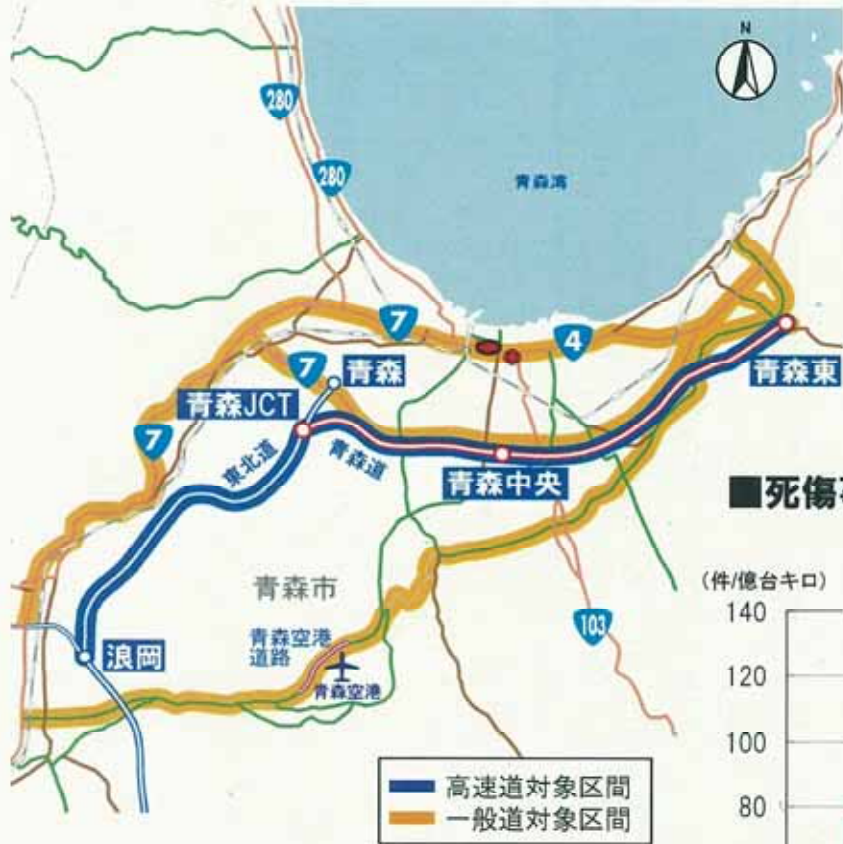 N
280
280
青森湾
7
4
7
青森
青森東
青森JCT
7
東北道
青森道
青森中央
■死傷
青森市
(件/億台キロ)
140
103
青森空港
道路
浪岡
120
青森空港
100
高速道対象区間
80
一般道対象区間